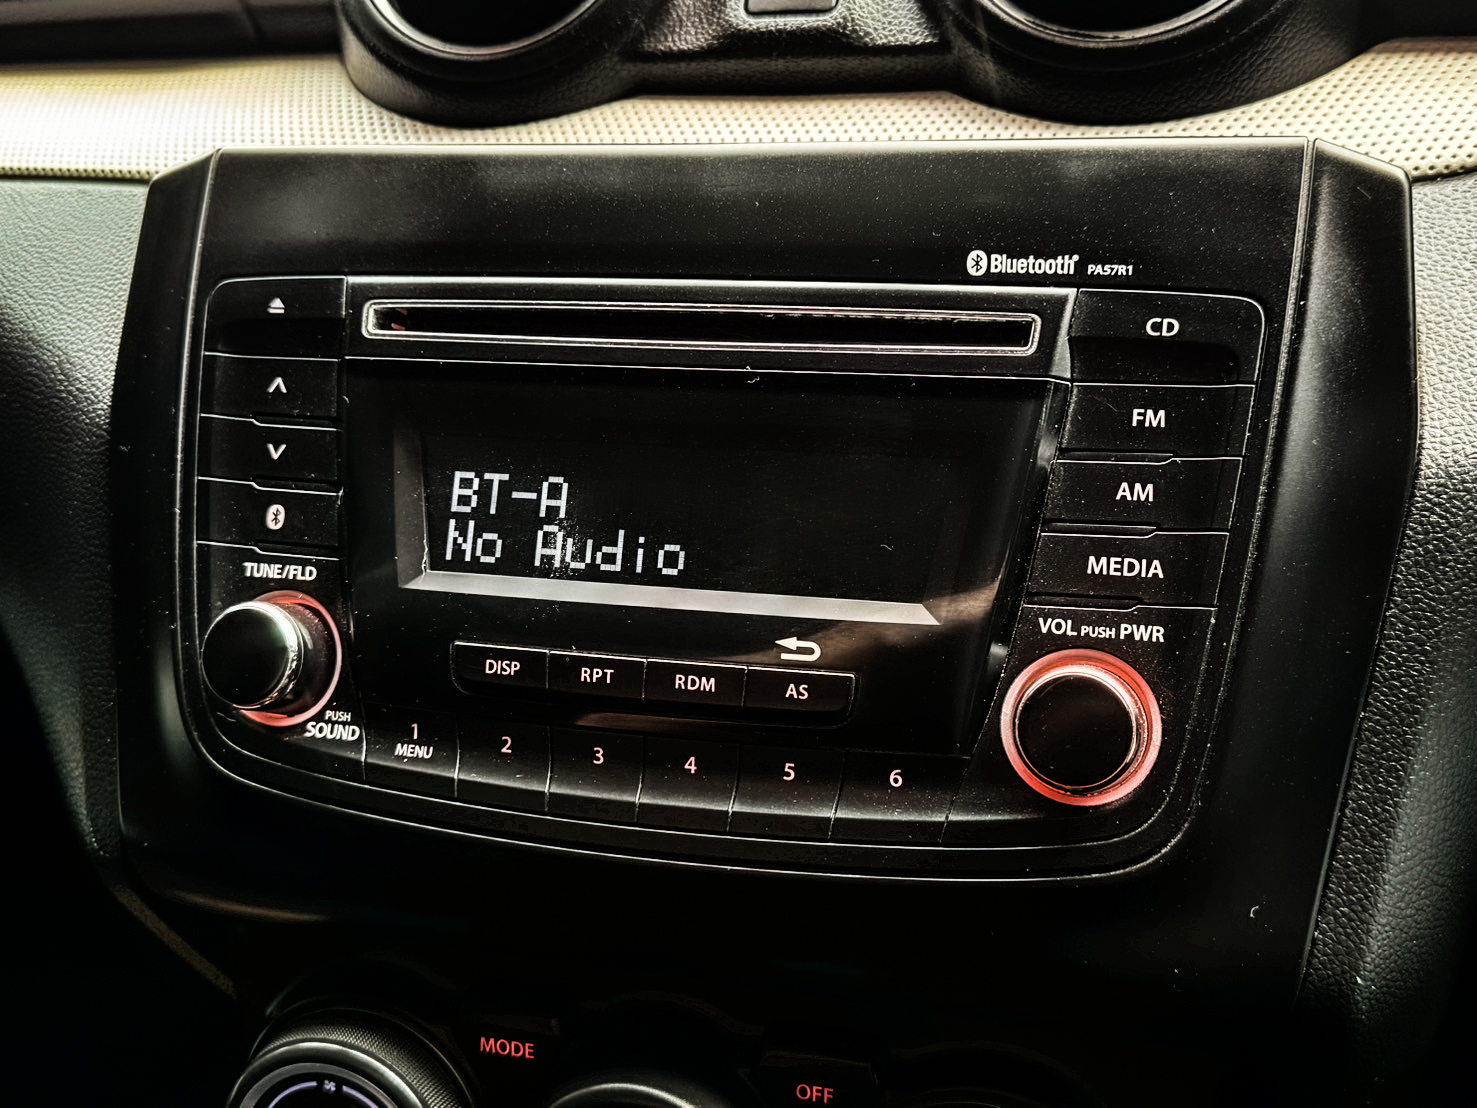 Bluetooth® PA57R1
CD
FM
AM
MEDIA
BT-A
No Audio
TUNE/FLD
VOL PUSH PWR
DISP RPT RDM AS
PUSH
SOUND
1 2 3 4 5 6
MENU
MODE
OFF